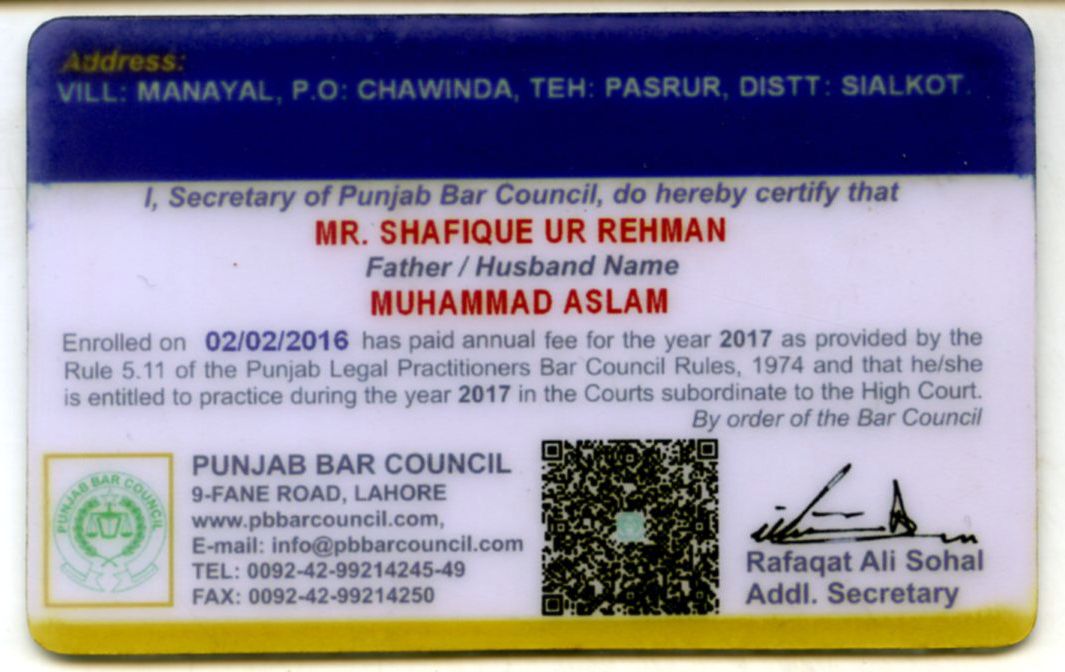 Address:
VILL: MANAYAL, P.O: CHAWINDA, TEH: PASRUR, DISTT: SIALKOT.
I, Secretary of Punjab Bar Council, do hereby certify that
MR. SHAFIQUE UR REHMAN
Father / Husband Name
MUHAMMAD ASLAM
Enrolled on 02/02/2016 has paid annual fee for the year 2017 as provided by the
Rule 5.11 of the Punjab Legal Practitioners Bar Council Rules, 1974 and that he/she
is entitled to practice during the year 2017 in the Courts subordinate to the High Court.
By order of the Bar Council
PUNJAB BAR COUNCIL
PUNJAB BAR COUNCIL
9-FANE ROAD, LAHORE
www.pbbarcouncil.com,
E-mail: info@pbbarcouncil.com
TEL: 0092-42-99214245-49
FAX: 0092-42-99214250
Rafaqat Ali Sohal
Addl. Secretary